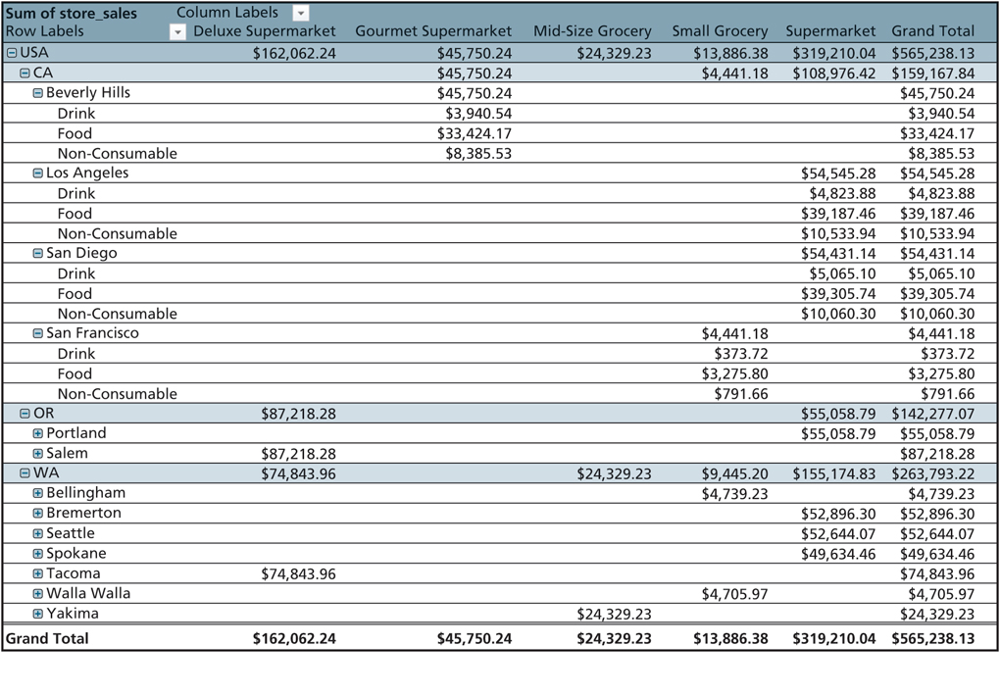 Sum of store_sales Column Labels
Row Labels Deluxe Supermarket Gourmet Supermarket Mid-Size Grocery Small Grocery Supermarket Grand Total
USA $162,062.24 $45,750.24 $24,329.23 $13,886.38 $319,210.04 $565,238.13
CA $45,750.24 $4,441.18 $108,976.42 $159,167.84
Beverly Hills $45,750.24 $45,750.24
Drink $3,940.54 $3,940.54
Food $33,424.17 $33,424.17
Non-Consumable $8,385.53 $8,385.53
Los Angeles $54,545.28 $54,545.28
Drink $4,823.88 $4,823.88
Food $39,187.46 $39,187.46
Non-Consumable $10,533.94 $10,533.94
San Diego $54,431.14 $54,431.14
Drink $5,065.10 $5,065.10
Food $39,305.74 $39,305.74
Non-Consumable $10,060.30 $10,060.30
San Francisco $4,441.18 $4,441.18
Drink $373.72 $373.72
Food $3,275.80 $3,275.80
Non-Consumable $791.66 $791.66
OR $87,218.28 $55,058.79 $142,277.07
Portland $55,058.79 $55,058.79
Salem $87,218.28 $87,218.28
WA $74,843.96 $24,329.23 $9,445.20 $155,174.83 $263,793.22
Bellingham $4,739.23 $4,739.23
Bremerton $52,896.30 $52,896.30
Seattle $52,644.07 $52,644.07
Spokane $49,634.46 $49,634.46
Tacoma $74,843.96 $74,843.96
Walla Walla $4,705.97 $4,705.97
Yakima $24,329.23 $24,329.23
Grand Total $162,062.24 $45,750.24 $24,329.23 $13,886.38 $319,210.04 $565,238.13